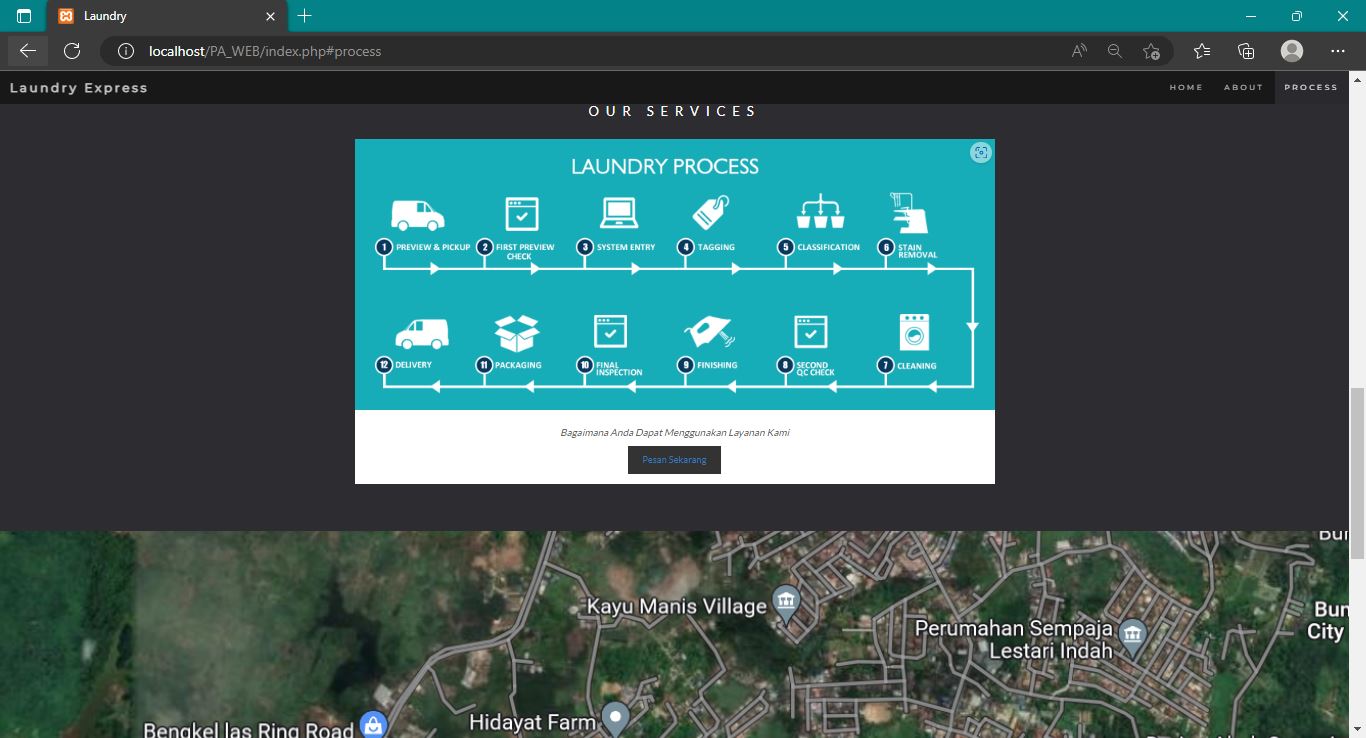 Laundry
localhost/PA_WEB/index.php#process
Laundry Express
HOME ABOUT PROCESS
OUR SERVICES
LAUNDRY PROCESS
1 PREVIEW & PICKUP
2 FIRST PREVIEW
CHECK
3 SYSTEM ENTRY
4 TAGGING
5 CLASSIFICATION
6 STAIN
REMOVAL
12 DELIVERY
11 PACKAGING
10 FINAL
INSPECTION
9 FINISHING
8 SECOND
QC CHECK
7 CLEANING
Bagaimana Anda Dapat Menggunakan Layanan Kami
Pesan Sekarang
Kayu Manis Village
Perumahan Sempaja
Lestari Indah
Bun
City
Hidayat Farm
Bengkel las Ring Road